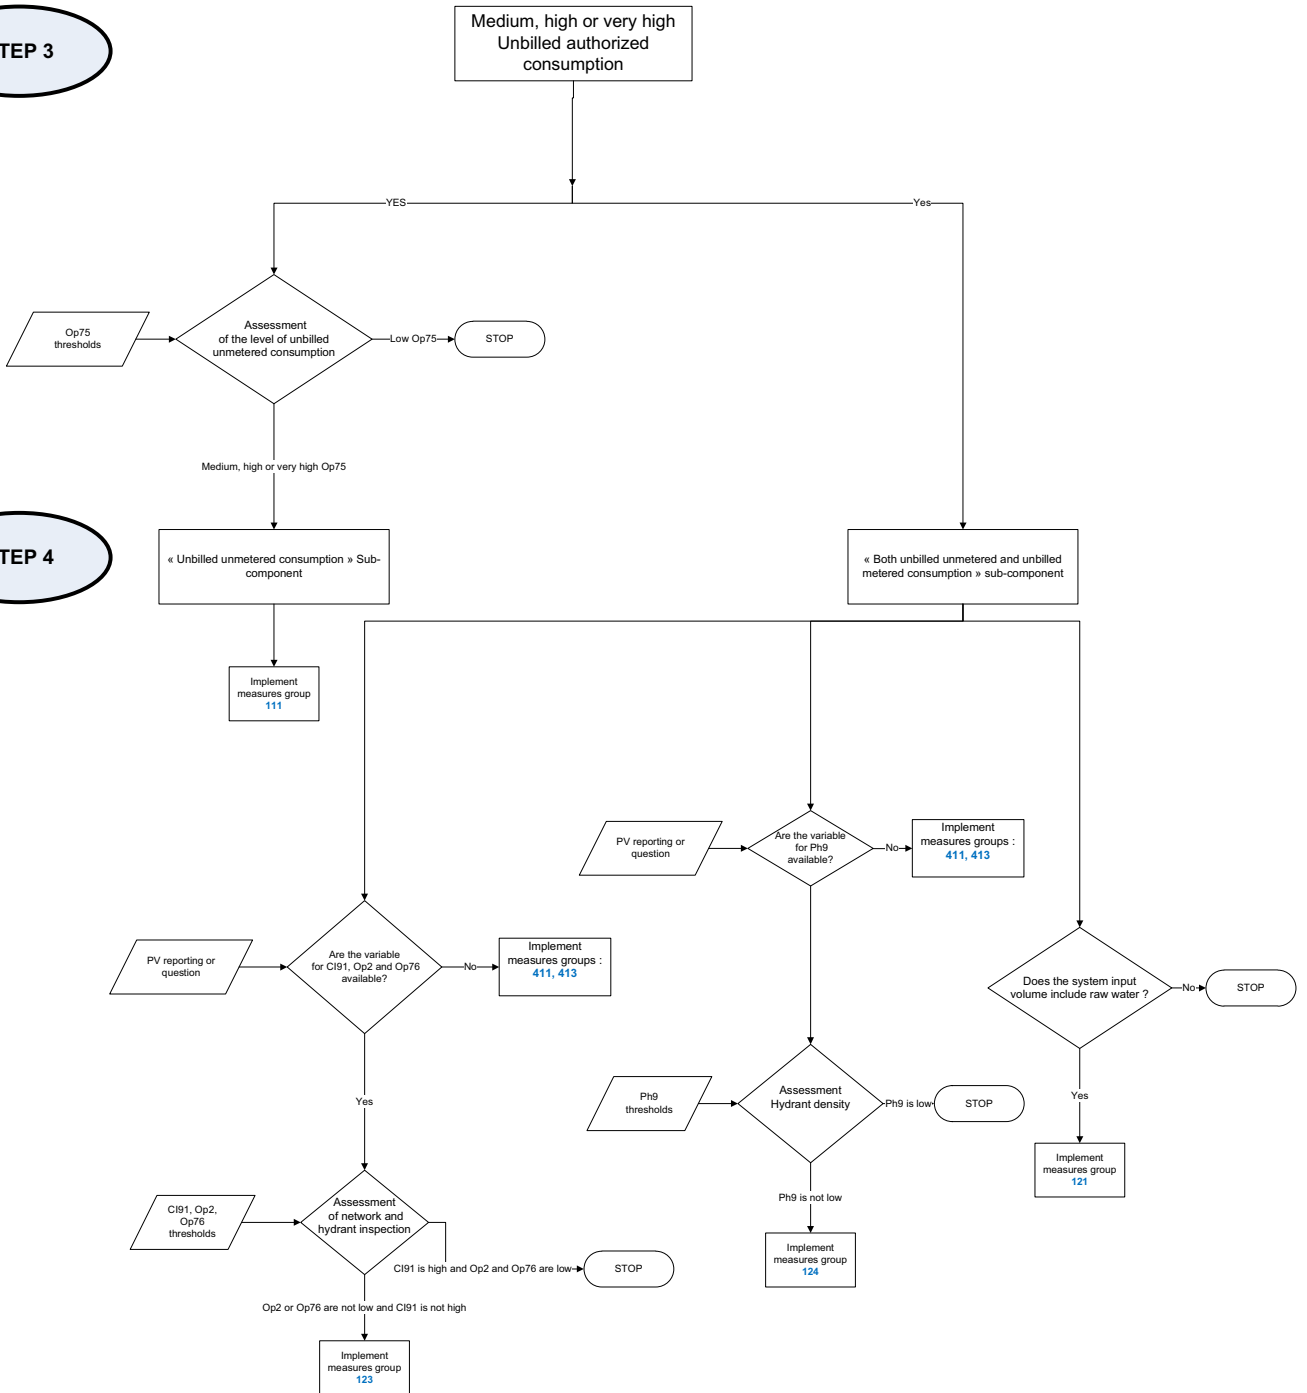 TEP 3
Medium, high or very high
Unbilled authorized
consumption
YES
Yes
Op75
thresholds
Assessment
of the level of unbilled
unmetered consumption
Low Op75
STOP
Medium, high or very high Op75
TEP 4
« Unbilled unmetered consumption » Sub-
component
« Both unbilled unmetered and unbilled
metered consumption » sub-component
Implement
measures group
111
PV reporting or
question
Are the variable
for Ph9
available?
No
Implement
measures groups :
411, 413
PV reporting or
question
Are the variable
for CI91, Op2 and Op76
available?
No
Implement
measures groups :
411, 413
Does the system input
volume include raw water ?
No
STOP
Yes
Ph9
thresholds
Assessment
Hydrant density
Ph9 is low
STOP
Yes
Implement
measures group
121
CI91, Op2,
Op76
thresholds
Assessment
of network and
hydrant inspection
Ph9 is not low
CI91 is high and Op2 and Op76 are low
STOP
Implement
measures group
124
Op2 or Op76 are not low and CI91 is not high
Implement
measures group
123